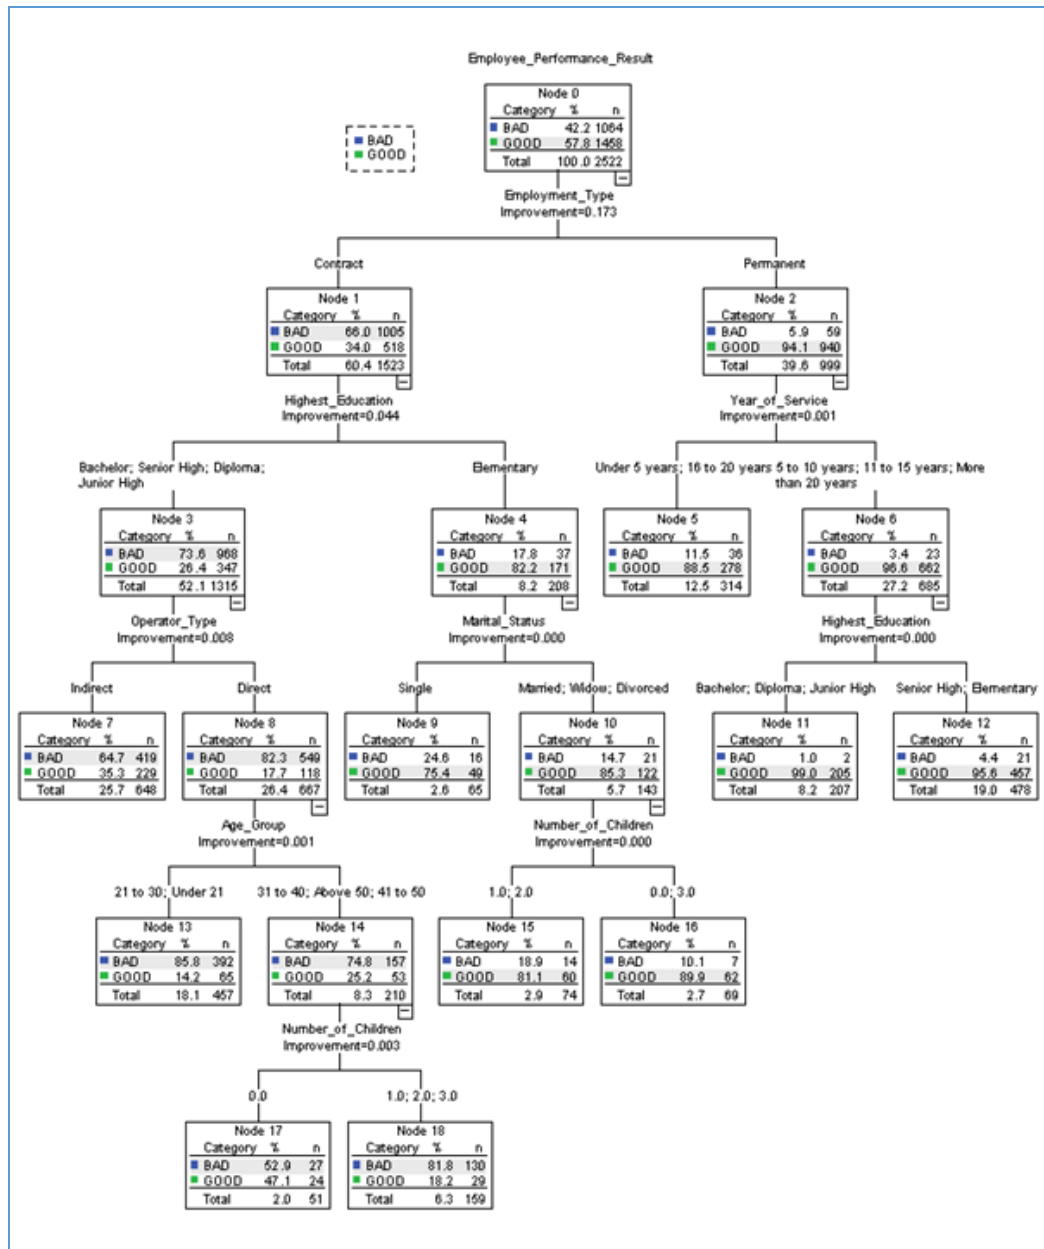 Employee_Performance_Result
Node 0
Category % n
BAD 42.2 1064
GOOD 57.8 1458
Total 100.0 2522
BAD
GOOD
Employment_Type
Improvement=0.173
Contract
Permanent
Node 1
Category % n
BAD 66.0 1005
GOOD 34.0 518
Total 60.4 1523
Node 2
Category % n
BAD 5.9 59
GOOD 94.1 940
Total 39.6 999
Highest_Education
Improvement=0.044
Year_of_Service
Improvement=0.001
Bachelor; Senior High; Diploma;
Junior High
Elementary
Under 5 years; 16 to 20 years
5 to 10 years; 11 to 15 years; More
than 20 years
Node 3
Category % n
BAD 73.6 968
GOOD 26.4 347
Total 52.1 1315
Node 4
Category % n
BAD 17.8 37
GOOD 82.2 171
Total 8.2 208
Node 5
Category % n
BAD 11.5 36
GOOD 88.5 278
Total 12.5 314
Node 6
Category % n
BAD 3.4 23
GOOD 96.6 662
Total 27.2 685
Operator_Type
Improvement=0.008
Marital_Status
Improvement=0.000
Highest_Education
Improvement=0.000
Indirect
Direct
Single
Married; Widow; Divorced
Bachelor; Diploma; Junior High
Senior High; Elementary
Node 7
Category % n
BAD 64.7 419
GOOD 35.3 229
Total 25.7 648
Node 8
Category % n
BAD 82.3 549
GOOD 17.7 118
Total 26.4 667
Node 9
Category % n
BAD 24.6 16
GOOD 75.4 49
Total 2.6 65
Node 10
Category % n
BAD 14.7 21
GOOD 85.3 122
Total 5.7 143
Node 11
Category % n
BAD 1.0 2
GOOD 99.0 205
Total 8.2 207
Node 12
Category % n
BAD 4.4 21
GOOD 95.6 457
Total 19.0 478
Age_Group
Improvement=0.001
Number_of_Children
Improvement=0.000
21 to 30; Under 21
31 to 40; Above 50; 41 to 50
1.0; 2.0
0.0; 3.0
Node 13
Category % n
BAD 85.8 392
GOOD 14.2 65
Total 18.1 457
Node 14
Category % n
BAD 74.8 157
GOOD 25.2 53
Total 8.3 210
Node 15
Category % n
BAD 18.9 14
GOOD 81.1 60
Total 2.9 74
Node 16
Category % n
BAD 10.1 7
GOOD 89.9 62
Total 2.7 69
Number_of_Children
Improvement=0.003
0.0
1.0; 2.0; 3.0
Node 17
Category % n
BAD 52.9 27
GOOD 47.1 24
Total 2.0 51
Node 18
Category % n
BAD 81.8 130
GOOD 18.2 29
Total 6.3 159